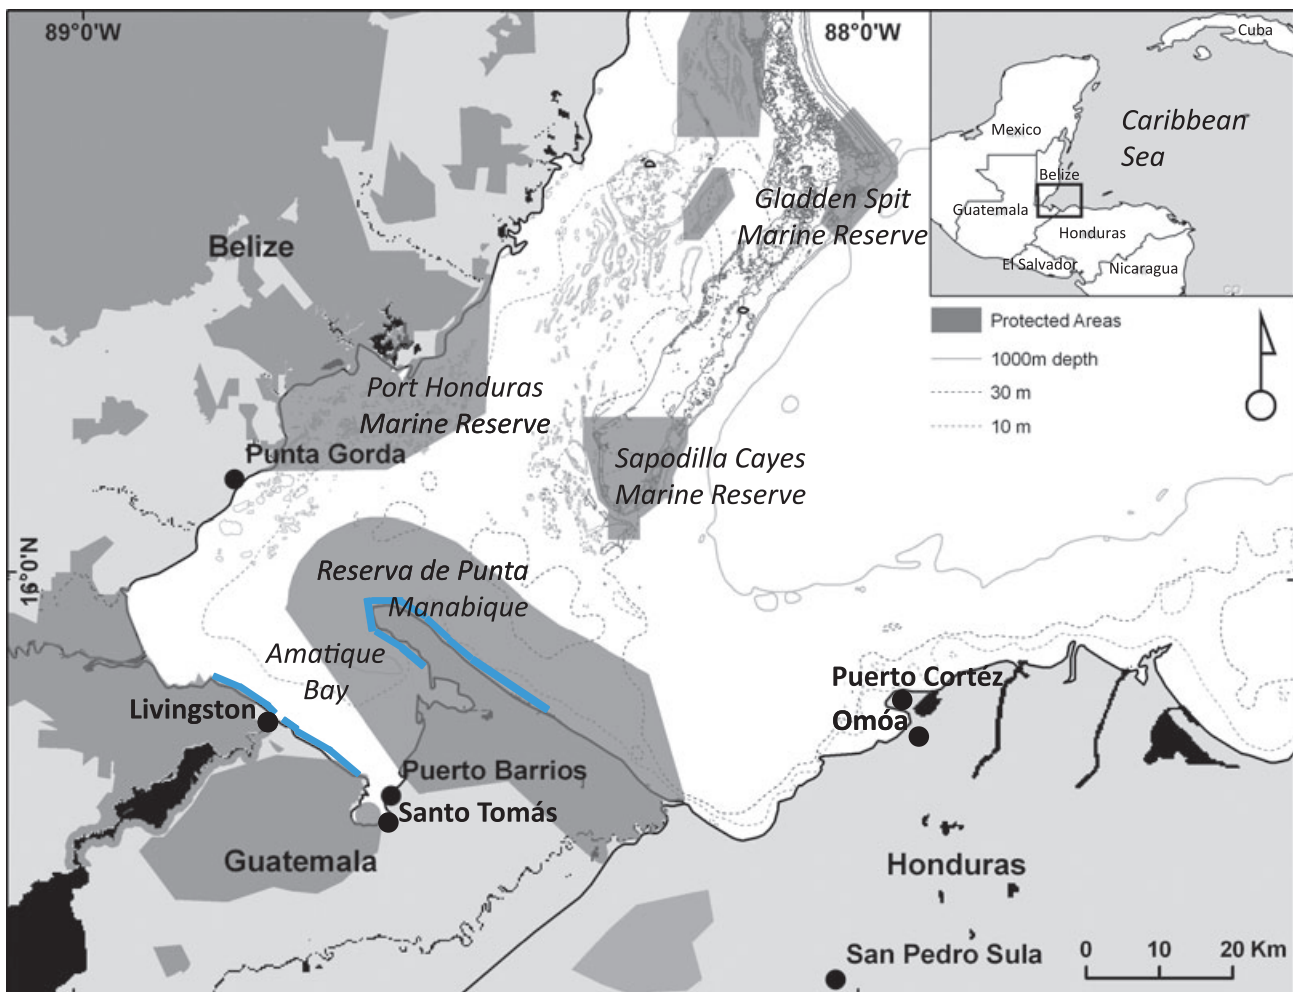 89°0'W
88°0'W
Cuba
Caribbean
Sea
Mexico
Belize
Guatemala
Honduras
El Salvador
Nicaragua
Belize
Gladden Spit
Marine Reserve
Protected Areas
1000m depth
30 m
10 m
Port Honduras
Marine Reserve
Punta Gorda
Sapodilla Cayes
Marine Reserve
16°0'N
Reserva de Punta
Manabique
Amatique
Bay
Livingston
Puerto Cortéz
Omóa
Puerto Barrios
Santo Tomás
Guatemala
Honduras
San Pedro Sula
0 10 20 Km